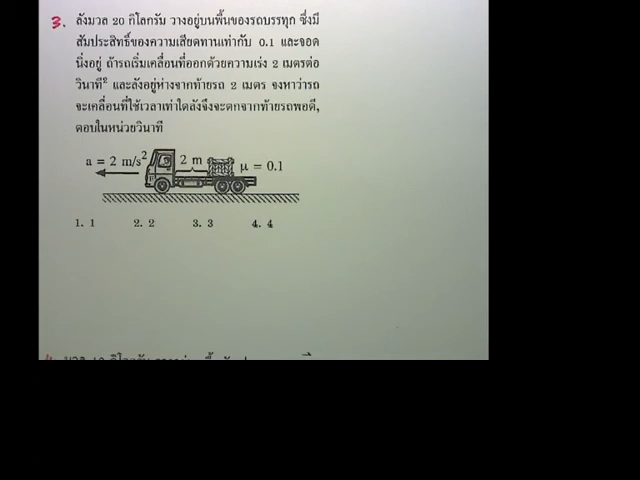 3. ลังมวล 20 กิโลกรัม วางอยู่บนพื้นของรถบรรทุก ซึ่งมี
สัมประสิทธิ์ของความเสียดทานเท่ากับ 0.1 และจอด
นิ่งอยู่ ถ้ารถเริ่มเคลื่อนที่ออกด้วยความเร่ง 2 เมตรต่อ
วินาที² และลังอยู่ห่างจากท้ายรถ 2 เมตร จงหาว่ารถ
จะเคลื่อนที่ใช้เวลาเท่าใดลังจึงจะตกจากท้ายรถพอดี,
ตอบในหน่วยวินาที
a = 2 m/s² 2 m μ = 0.1
1. 1 2. 2 3. 3 4. 4